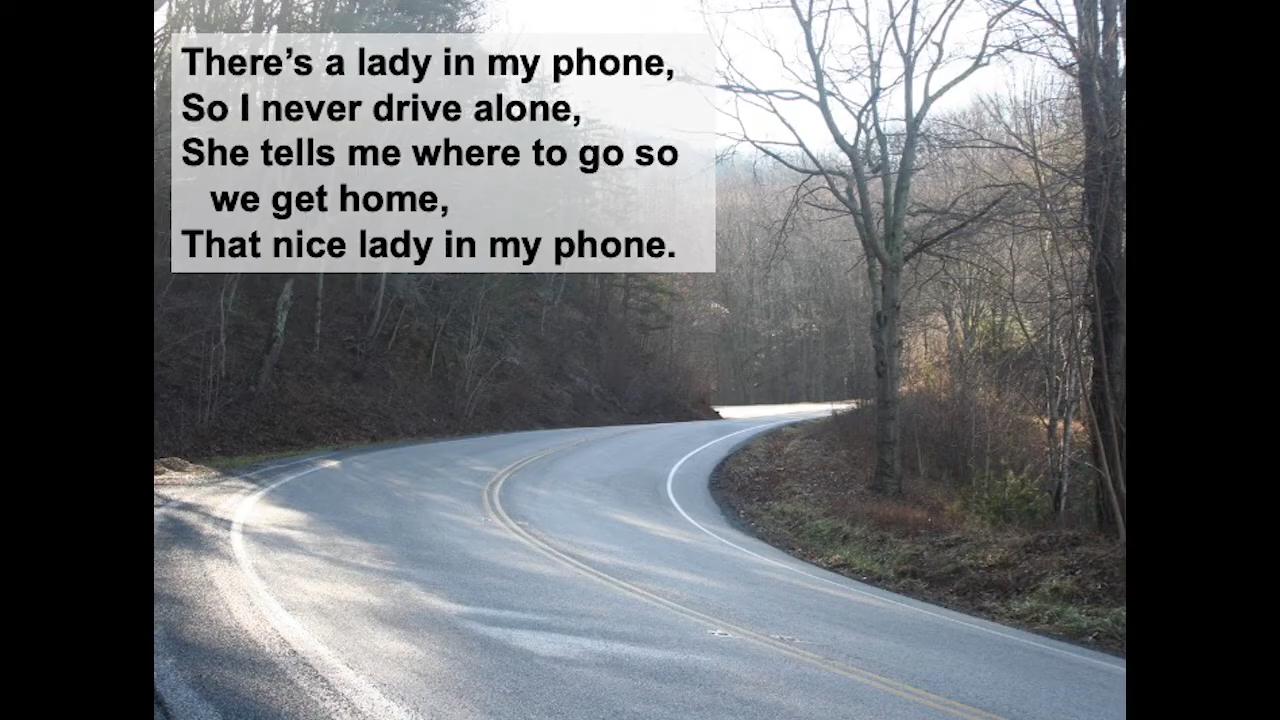 There’s a lady in my phone,
So I never drive alone,
She tells me where to go so
we get home,
That nice lady in my phone.